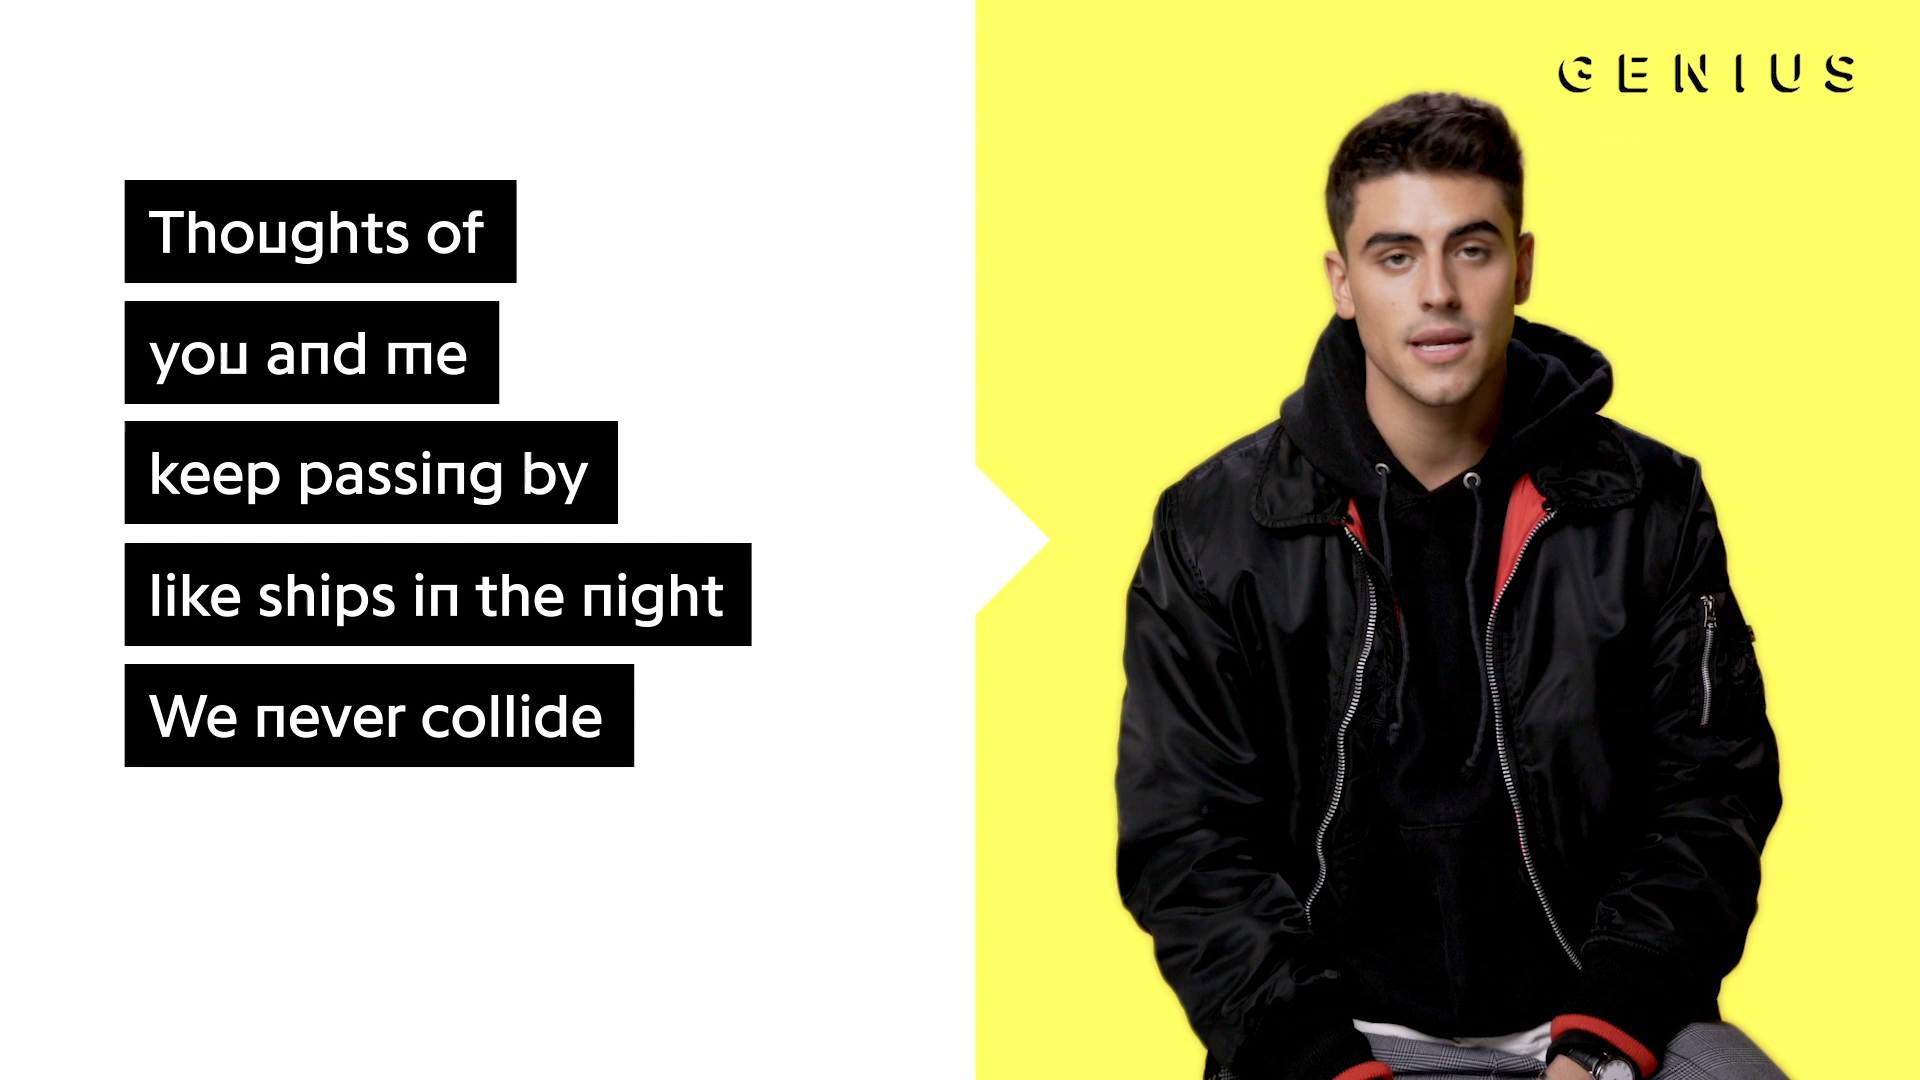 GENIUS
Thoughts of
you and me
keep passing by
like ships in the night
We never collide